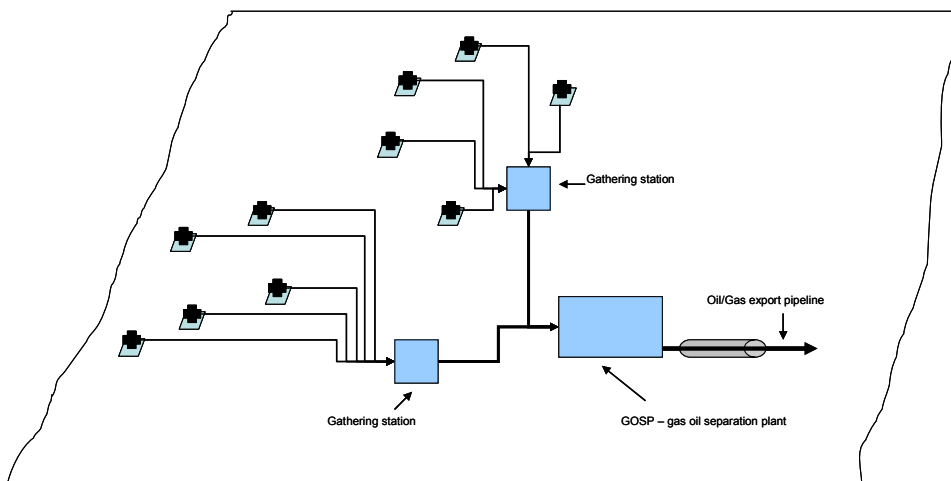 Gathering station
Oil/Gas export pipeline
Gathering station
GOSP – gas oil separation plant